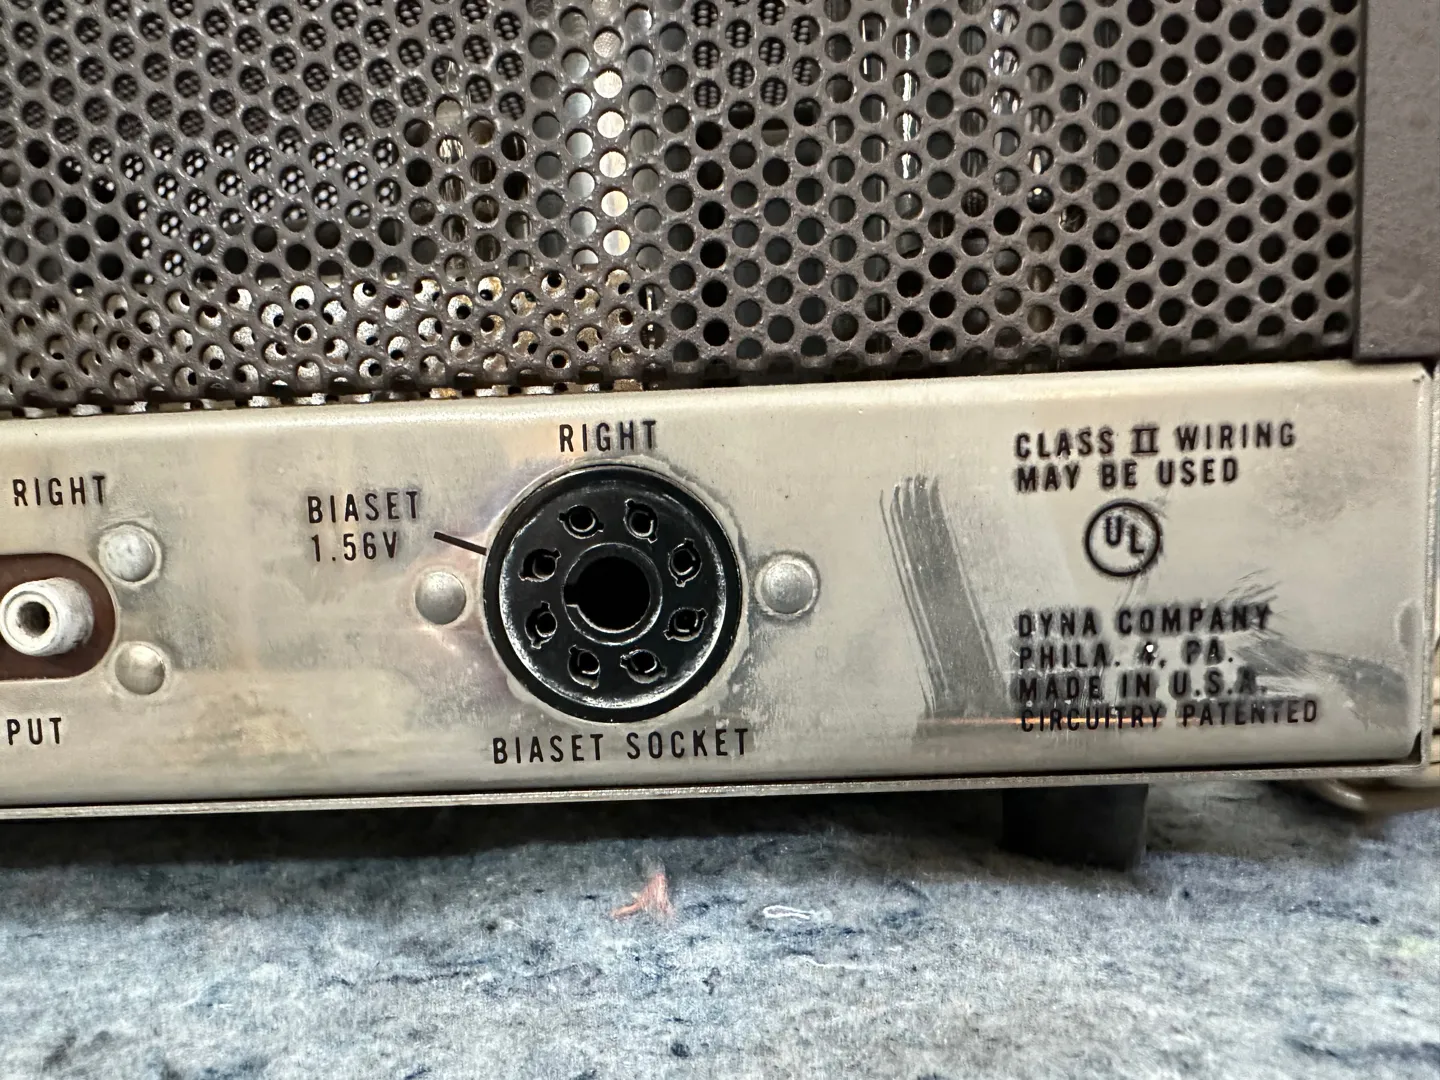 RIGHT
RIGHT
BIASET
1.56V
PUT
BIASET SOCKET
CLASS II WIRING
MAY BE USED
UL
DYNA COMPANY
PHILA. 4, PA.
MADE IN U.S.A.
CIRCUITRY PATENTED